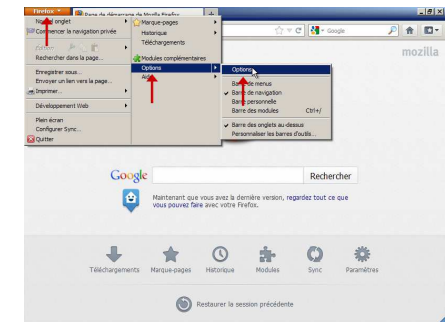 Firefox
Page de démarrage de Mozilla Firefox
Nouvel onglet
Commencer la navigation privée
Édition
Rechercher dans la page...
Enregistrer sous...
Envoyer un lien vers la page...
Imprimer...
Développement Web
Plein écran
Configurer Sync...
Quitter
Marque-pages
Historique
Téléchargements
Modules complémentaires
Options
Aide
Options
Barre de menus
Barre de navigation
Barre personnelle
Barre des modules Ctrl+/
Barre des onglets au-dessus
Personnaliser les barres d'outils...
Google
mozilla
Google
Rechercher
Maintenant que vous avez la dernière version, regardez tout ce que
vous pouvez faire avec votre Firefox.
Téléchargements
Marque-pages
Historique
Modules
Sync
Paramètres
Restaurer la session précédente